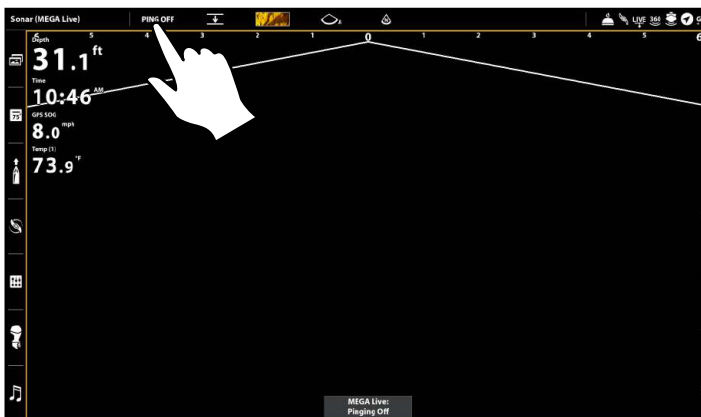 Sonar (MEGA Live) PING OFF LIVE 360
5 4 3 2 1 0 1 2 3 4 5 6
Depth
31.1 ft
Time
10:46 AM
GPS SOG
8.0 mph
Temp (1)
73.9 °F
75
MEGA Live:
Pinging Off